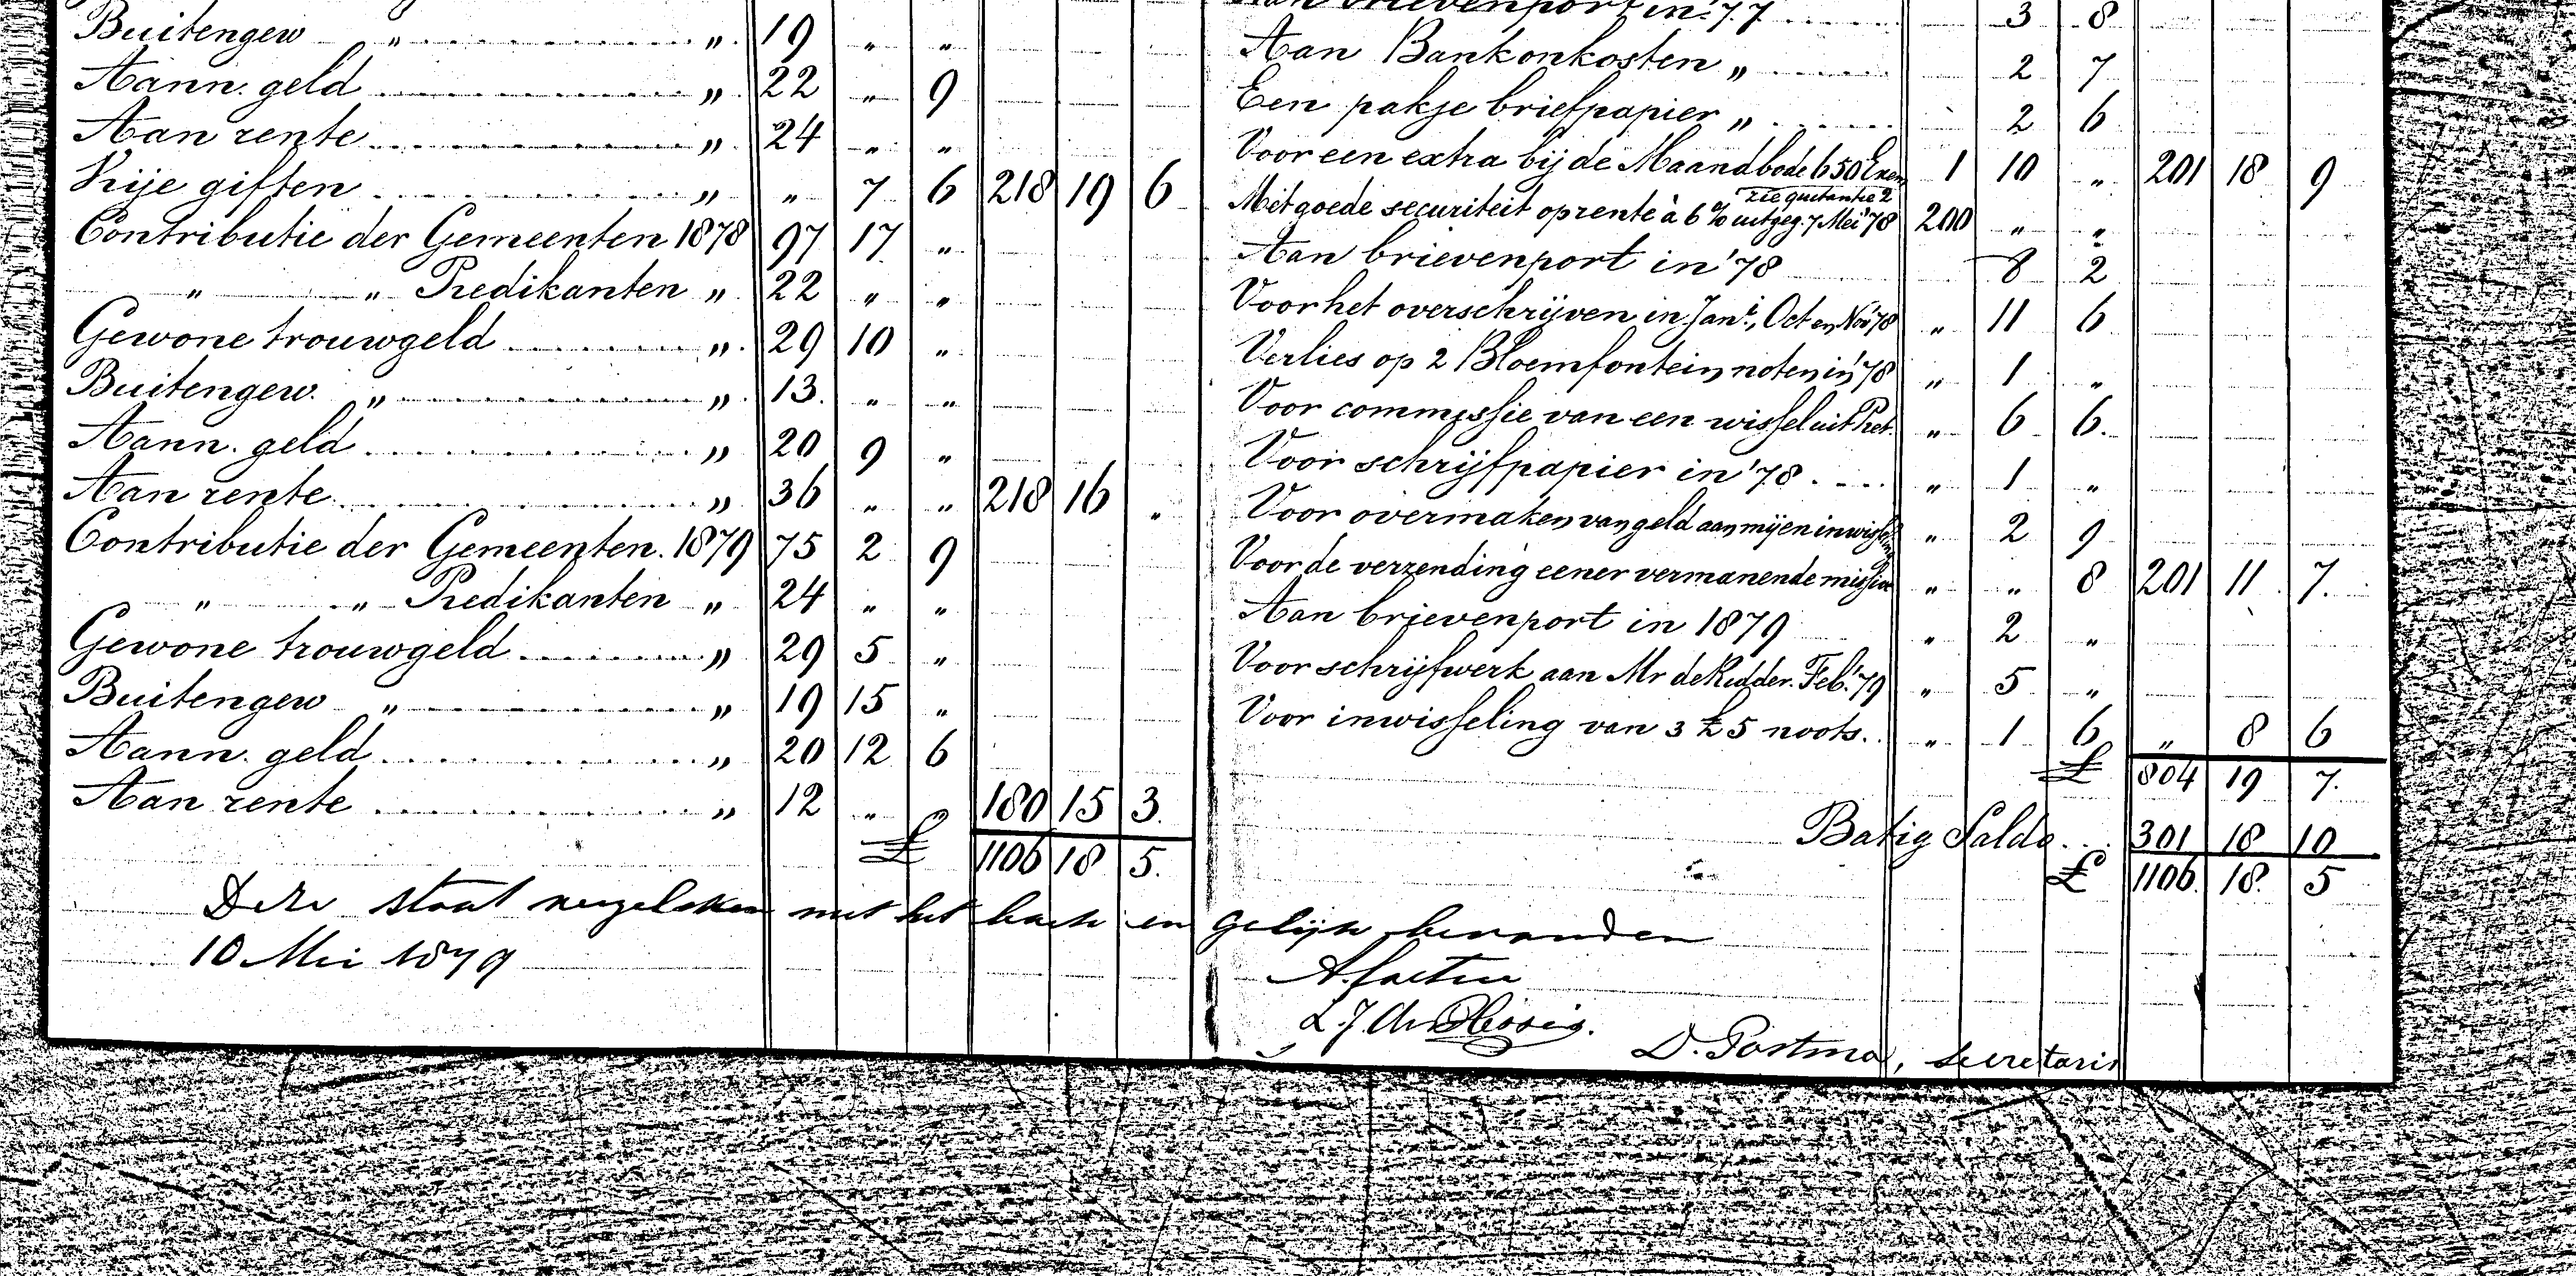 Buitengew „ „ 19 „ „
Aann. geld „ 22 „ 9
Aan rente „ 24 „ „
Vrije giften „ „ 7 6 218 19 6
Contributie der Gemeenten 1878 97 17 „
„ „ Predikanten „ 22 „ „
Gewone trouwgeld „ 29 10 „
Buitengew. „ „ 13. „ „
Aann. geld „ 20 9 „
Aan rente „ 36 „ „ 218 16 „
Contributie der Gemeenten. 1879 75 2 9
„ „ Predikanten „ 24 „ „
Gewone trouwgeld „ 29 5 „
Buitengew „ „ 19 15 „
Aann. geld „ 20 12 6
Aan rente „ 12 „ „ 180 15 3.
£ 1106 18 5.
Aan brievenport in '77 3 8
Aan Bankonkosten „ 2 7
Een pakje briefpapier „ 2 6
Voor een extra bij de Maandbode 650 Exem 1 10 „ 201 18 9
zie quitantie 2
Met goede securiteit op rente à 6 % uitgeg. 7 Mei '78 200 „ „
Aan brievenport in '78 8 2
Voor het overschrijven in Jan., Oct en Nov '78 „ 11 6
Verlies op 2 Bloemfontein noten in '78 „ 1 „
Voor commissie van een wissel uit Pret. „ 6 6.
Voor schrijfpapier in '78 „ 1 „
Voor overmaken van geld aan mij en inwisseling „ 2 9
Voor de verzending eener vermanende missive „ „ 8 201 11 7.
Aan brievenport in 1879 „ 2 „
Voor schrijfwerk aan Mr de Ridder. Feb. '79 „ 5 „
Voor inwisseling van 3 £5 noots. „ 1 6 „ 8 6
£ 804 19 7.
Batig Saldo 301 18 10
£ 1106. 18. 5
Deze staat vergeleken met het boek en gelijk bevonden
10 Mei 1879
L. J. du Plessis.
D. Postma, secretaris